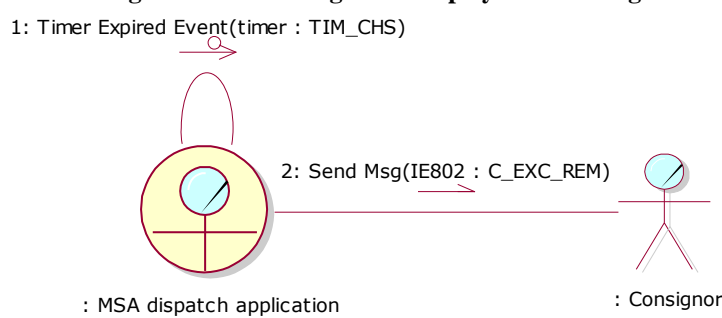 1: Timer Expired Event(timer : TIM_CHS)
2: Send Msg(IE802 : C_EXC_REM)
: MSA dispatch application
: Consignor